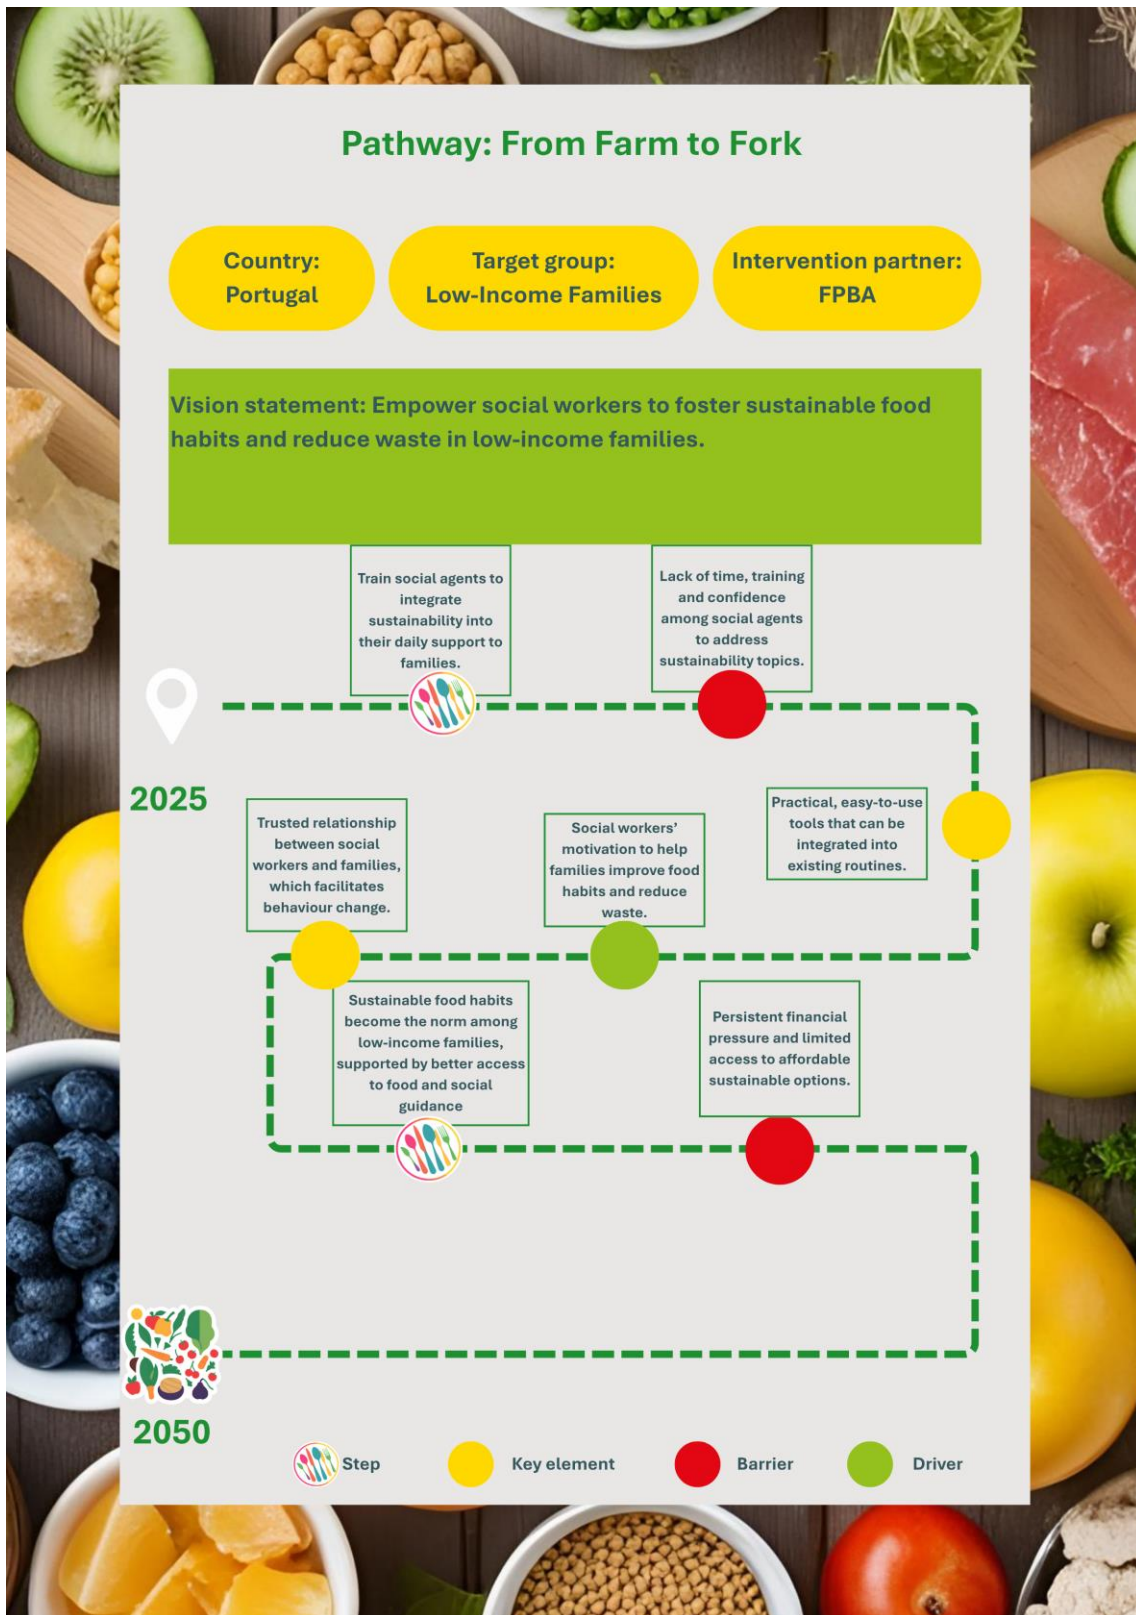 Pathway: From Farm to Fork
Country:
Portugal
Target group:
Low-Income Families
Intervention partner:
FPBA
Vision statement: Empower social workers to foster sustainable food
habits and reduce waste in low-income families.
Train social agents to
integrate
sustainability into
their daily support to
families.
Lack of time, training
and confidence
among social agents
to address
sustainability topics.
2025
Practical, easy-to-use
tools that can be
integrated into
existing routines.
Social workers’
motivation to help
families improve food
habits and reduce
waste.
Trusted relationship
between social
workers and families,
which facilitates
behaviour change.
Sustainable food habits
become the norm among
low-income families,
supported by better access
to food and social
guidance
Persistent financial
pressure and limited
access to affordable
sustainable options.
2050
Step
Key element
Barrier
Driver